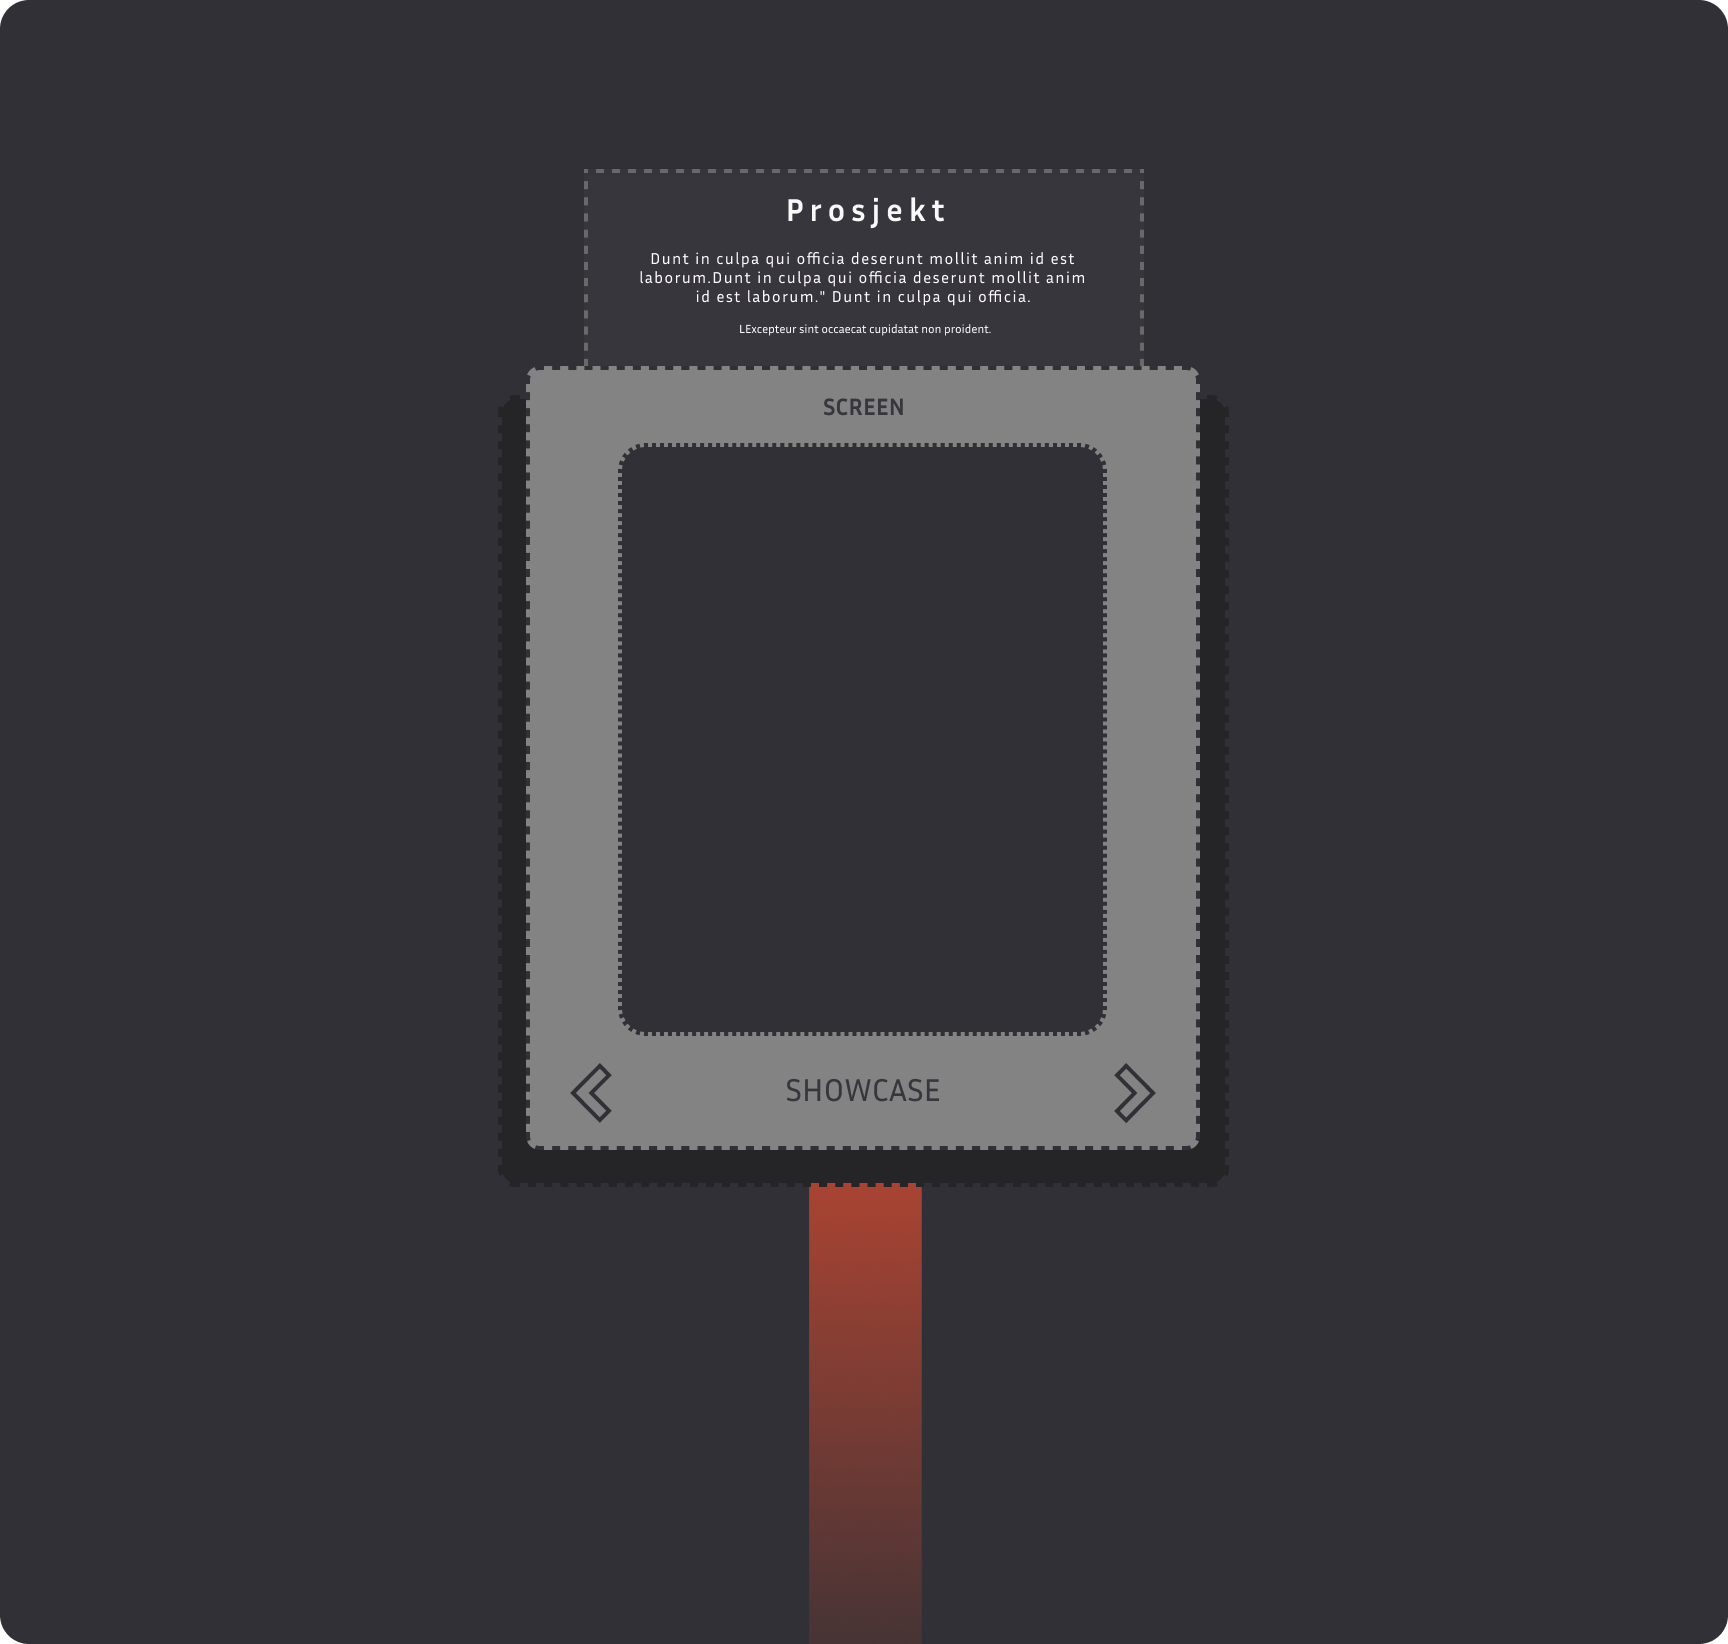 Prosjekt
Dunt in culpa qui officia deserunt mollit anim id est
laborum.Dunt in culpa qui officia deserunt mollit anim
id est laborum." Dunt in culpa qui officia.
LExcepteur sint occaecat cupidatat non proident.
SCREEN
SHOWCASE